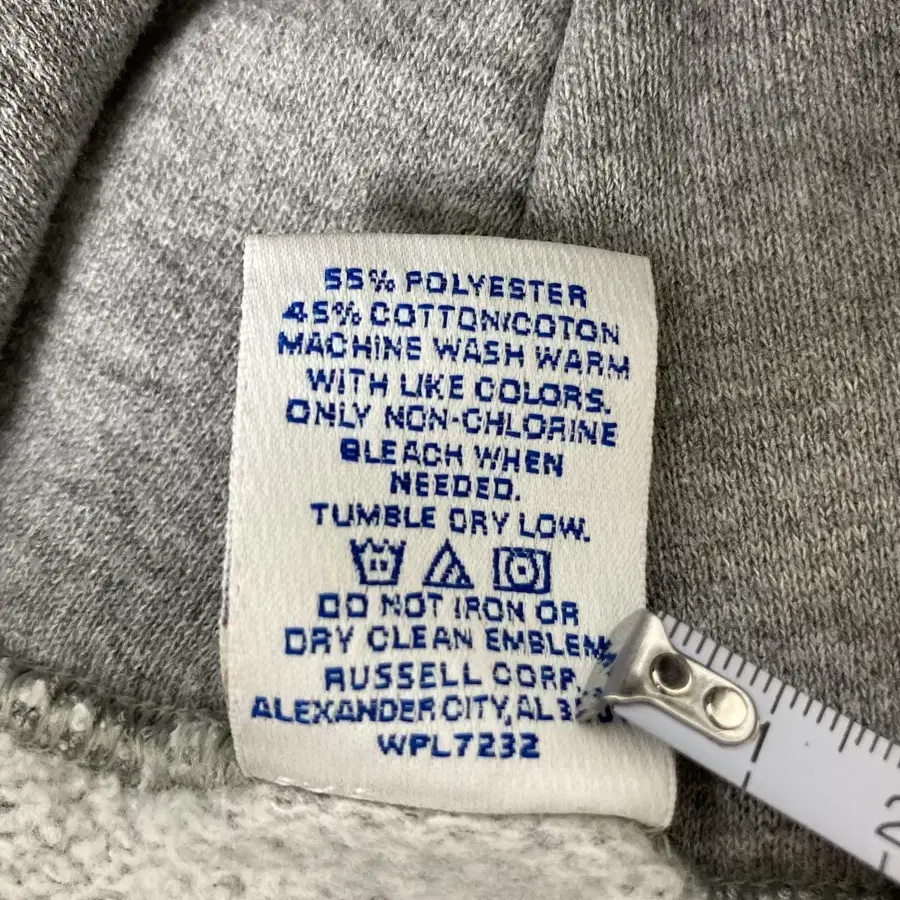 55% POLYESTER
45% COTTON/COTON
MACHINE WASH WARM
WITH LIKE COLORS.
ONLY NON-CHLORINE
BLEACH WHEN
NEEDED.
TUMBLE DRY LOW.
DO NOT IRON OR
DRY CLEAN EMBLEM
RUSSELL CORP.
ALEXANDER CITY, AL
WPL7232
1
2